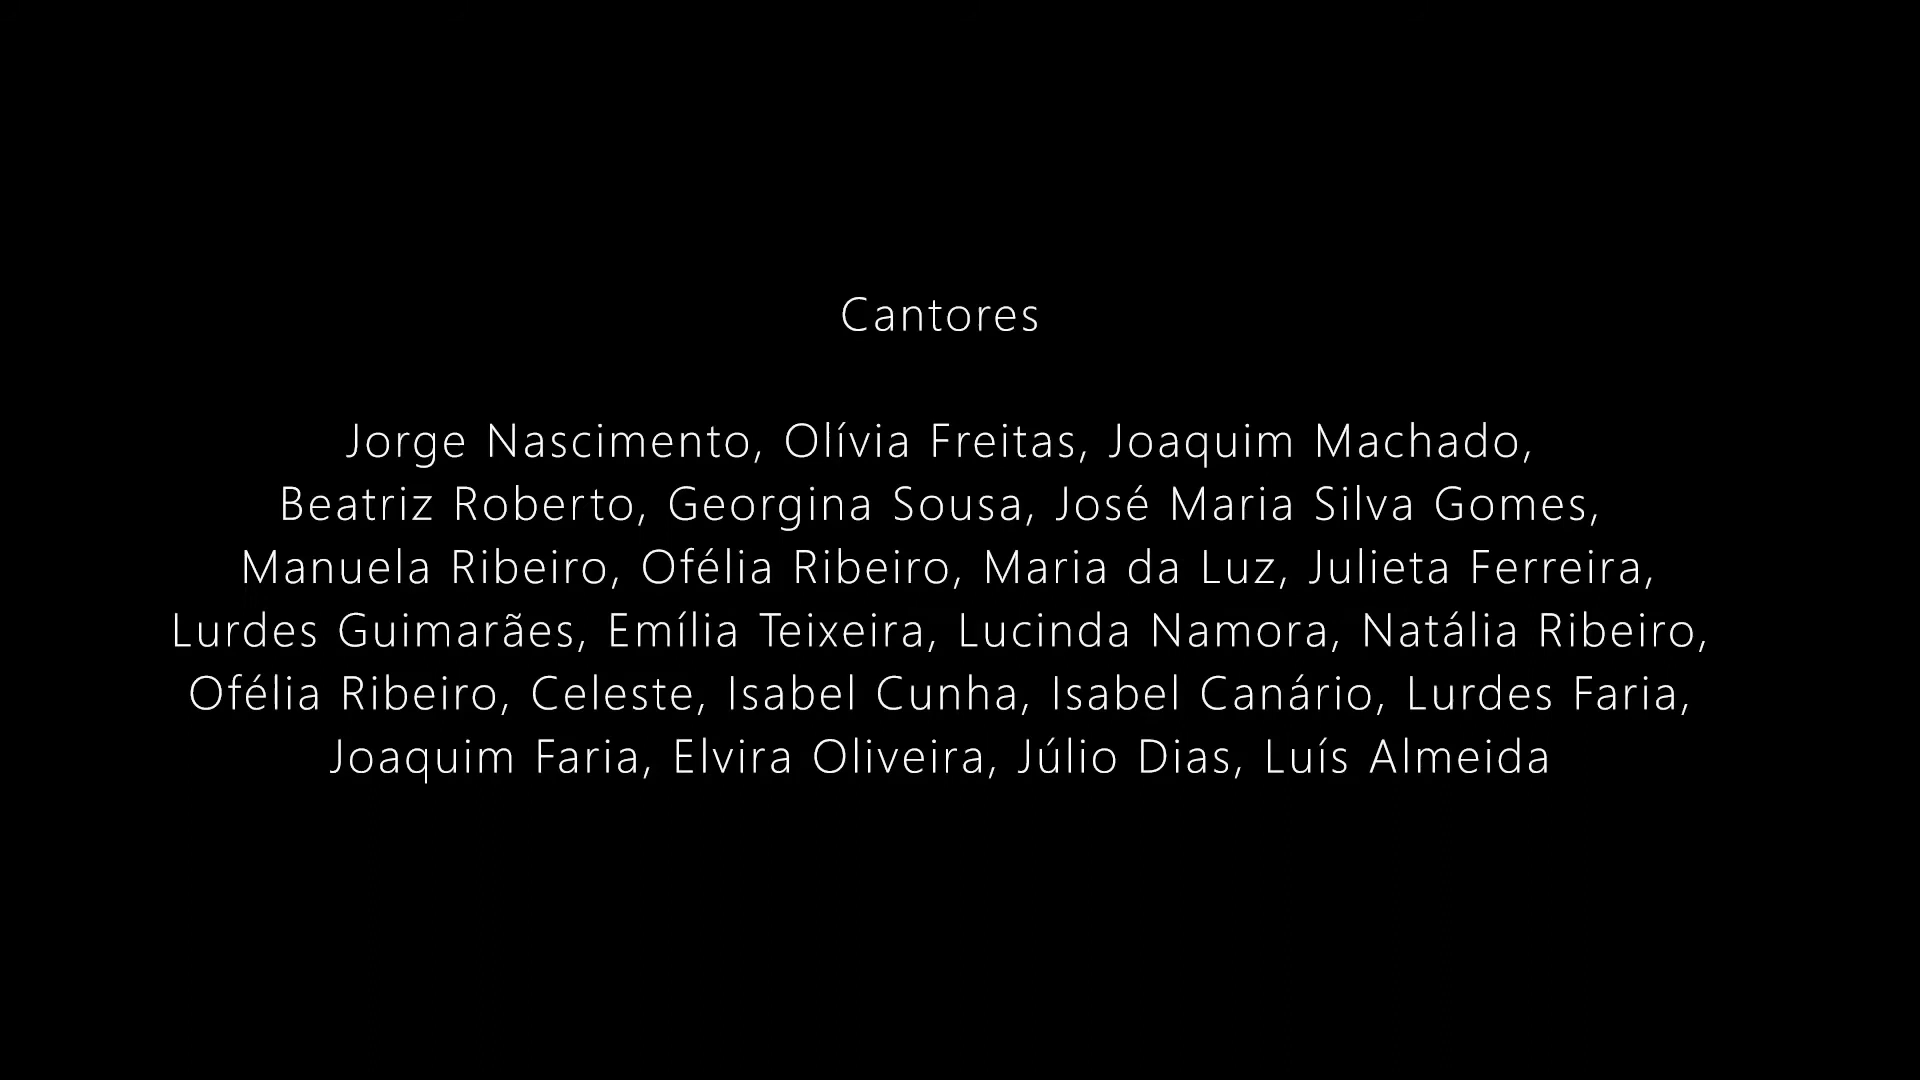 Cantores
Jorge Nascimento, Olívia Freitas, Joaquim Machado,
Beatriz Roberto, Georgina Sousa, José Maria Silva Gomes,
Manuela Ribeiro, Ofélia Ribeiro, Maria da Luz, Julieta Ferreira,
Lurdes Guimarães, Emília Teixeira, Lucinda Namora, Natália Ribeiro,
Ofélia Ribeiro, Celeste, Isabel Cunha, Isabel Canário, Lurdes Faria,
Joaquim Faria, Elvira Oliveira, Júlio Dias, Luís Almeida